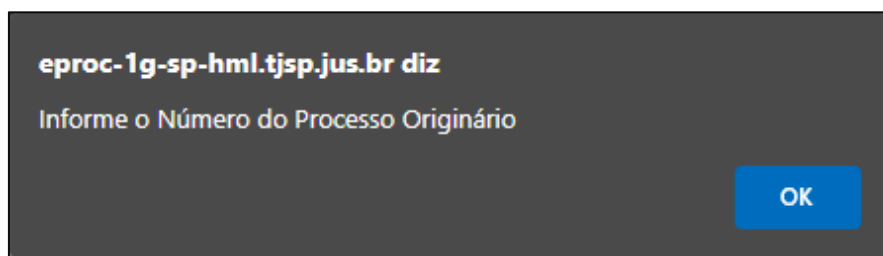 eproc-1g-sp-hml.tjsp.jus.br diz
Informe o Número do Processo Originário
OK